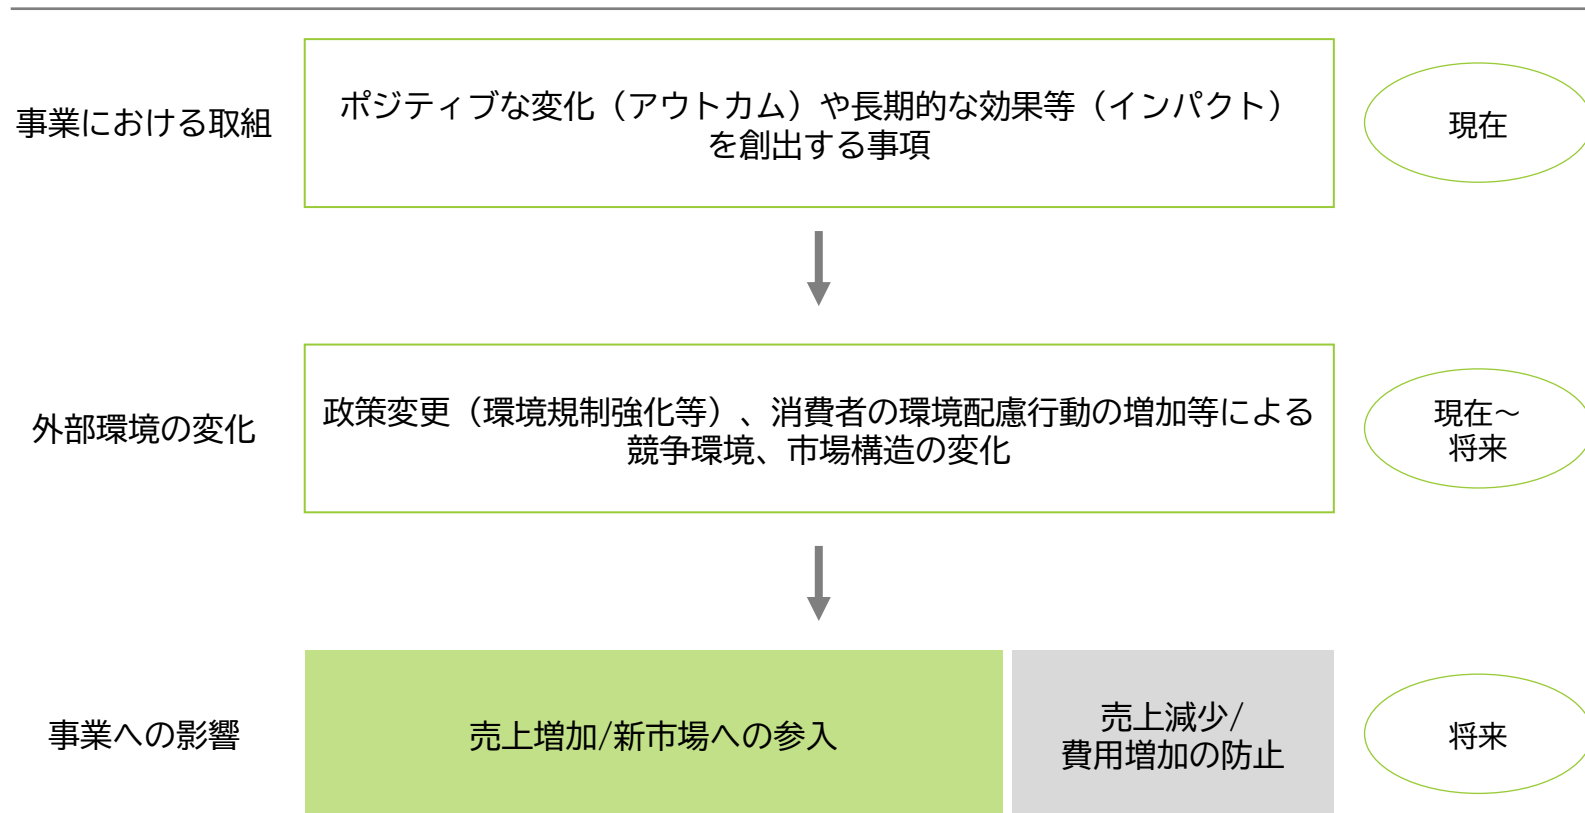 事業における取組
ポジティブな変化（アウトカム）や長期的な効果等（インパクト）
を創出する事項
現在
外部環境の変化
政策変更（環境規制強化等）、消費者の環境配慮行動の増加等による
競争環境、市場構造の変化
現在～
将来
事業への影響
売上増加/新市場への参入
売上減少/
費用増加の防止
将来